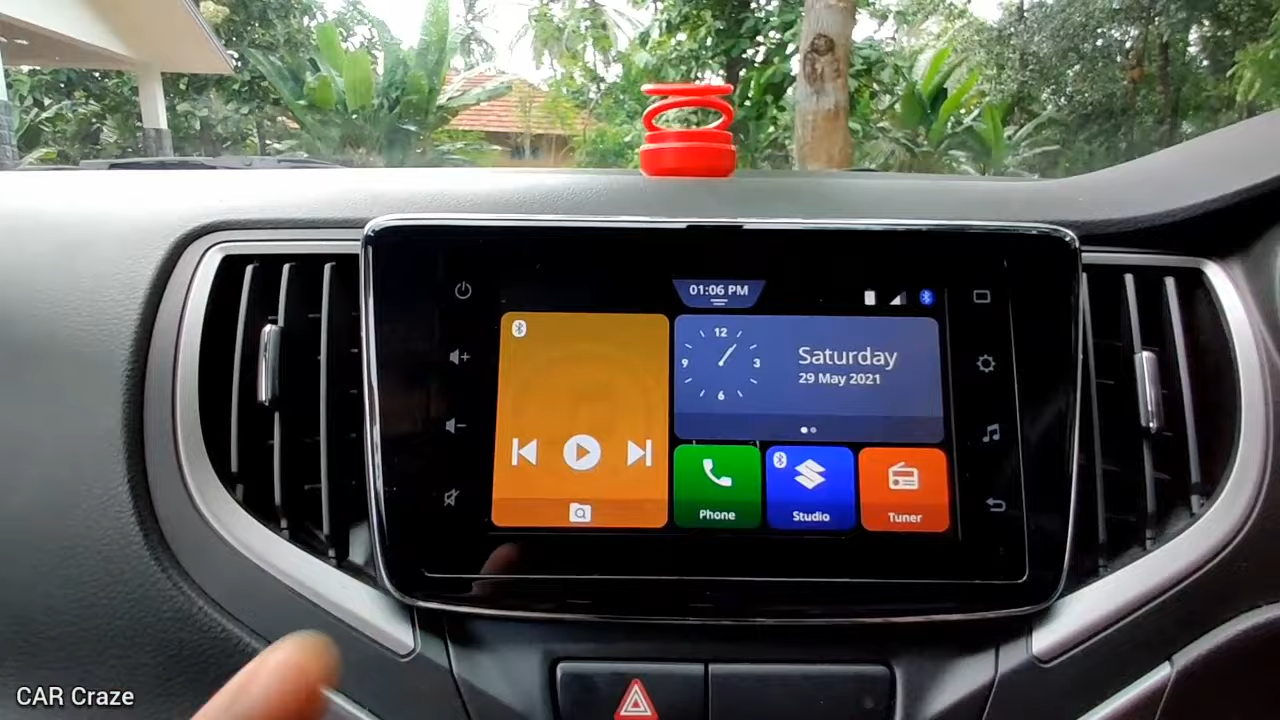 01:06 PM
12
9
3
6
Saturday
29 May 2021
Phone
Studio
Tuner
CAR Craze